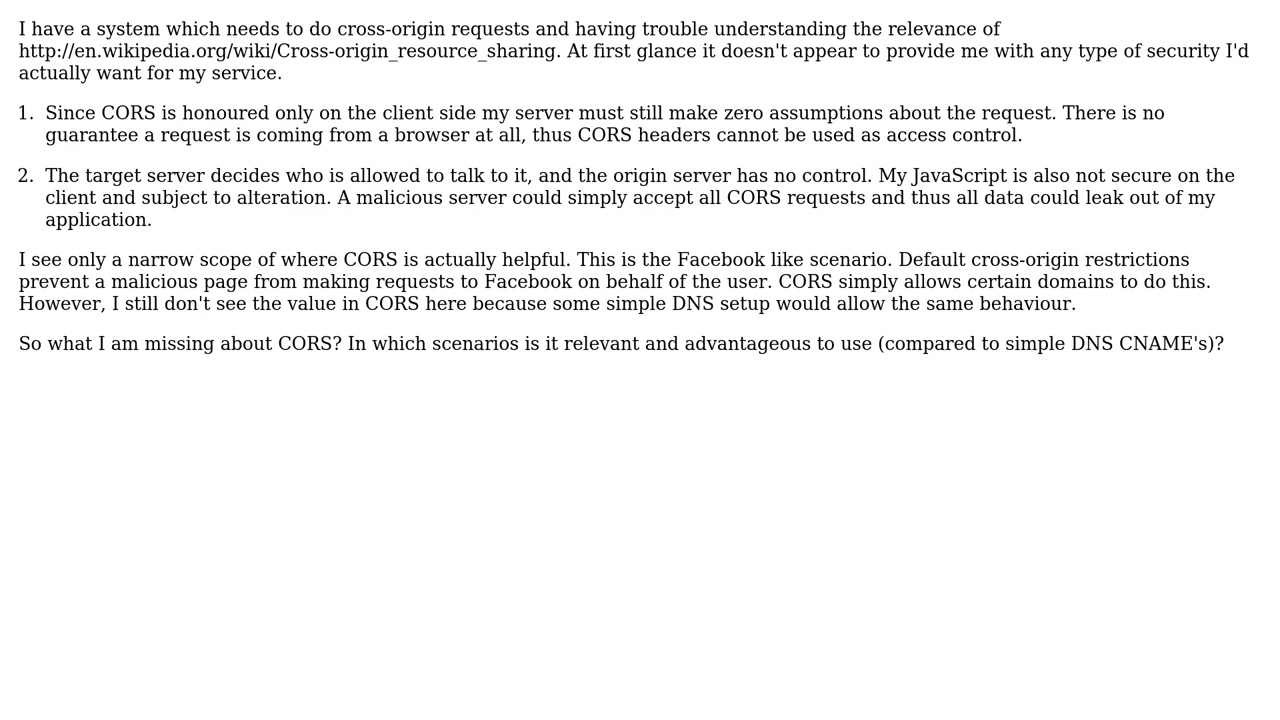 I have a system which needs to do cross-origin requests and having trouble understanding the relevance of
http://en.wikipedia.org/wiki/Cross-origin_resource_sharing. At first glance it doesn't appear to provide me with any type of security I'd
actually want for my service.
1. Since CORS is honoured only on the client side my server must still make zero assumptions about the request. There is no
guarantee a request is coming from a browser at all, thus CORS headers cannot be used as access control.
2. The target server decides who is allowed to talk to it, and the origin server has no control. My JavaScript is also not secure on the
client and subject to alteration. A malicious server could simply accept all CORS requests and thus all data could leak out of my
application.
I see only a narrow scope of where CORS is actually helpful. This is the Facebook like scenario. Default cross-origin restrictions
prevent a malicious page from making requests to Facebook on behalf of the user. CORS simply allows certain domains to do this.
However, I still don't see the value in CORS here because some simple DNS setup would allow the same behaviour.
So what I am missing about CORS? In which scenarios is it relevant and advantageous to use (compared to simple DNS CNAME's)?